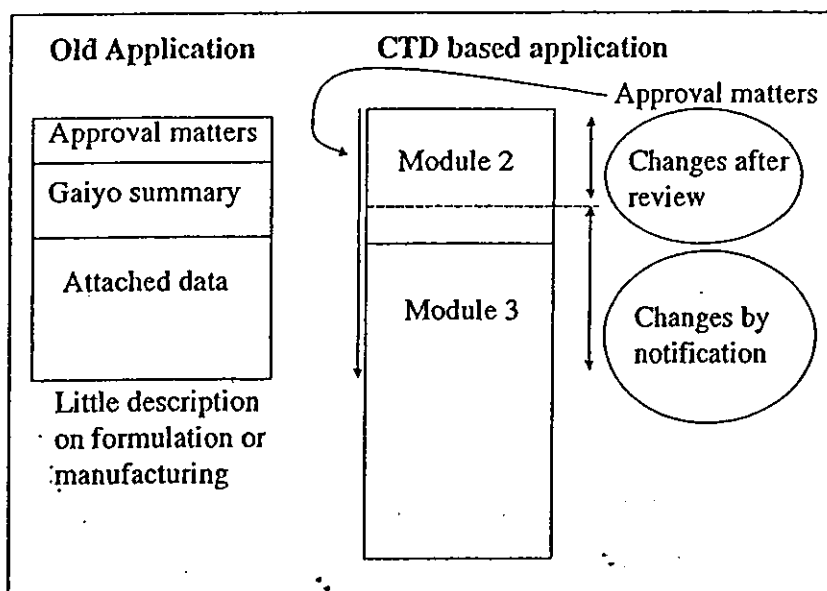 Old Application
CTD based application
Approval matters
Gaiyo summary
Attached data
Little description
on formulation or
manufacturing
Module 2
Module 3
Approval matters
Changes after
review
Changes by
notification